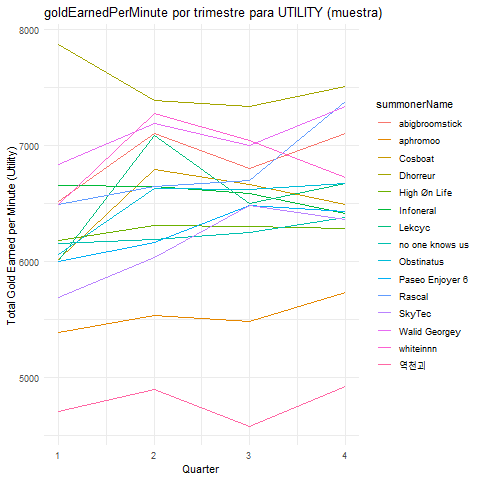 goldEarnedPerMinute por trimestre para UTILITY (muestra)
8000
7000
6000
5000
Total Gold Earned per Minute (Utility)
1
2
3
4
Quarter
summonerName
abigbroomstick
aphromoo
Cosboat
Dhorreur
High Øn Life
Infoneral
Lekcyc
no one knows us
Obstinatus
Paseo Enjoyer 6
Rascal
SkyTec
Walid Georgey
whiteinnn
역천괴